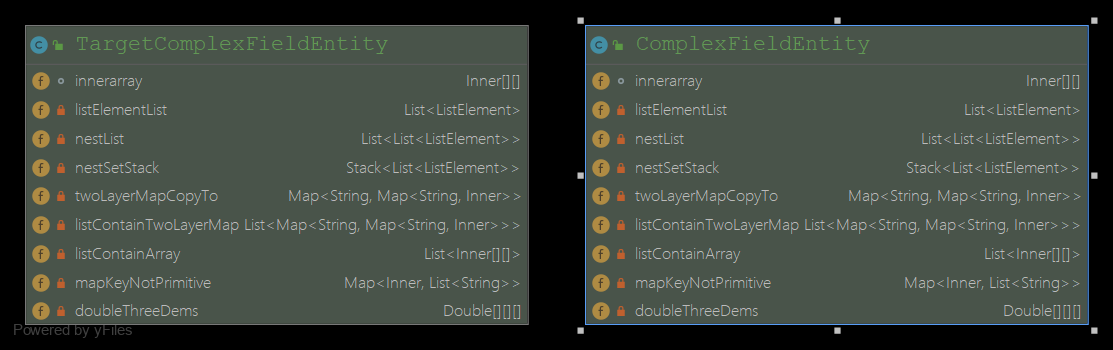 TargetComplexFieldEntity
innerarray Inner[][]
listElementList List<ListElement>
nestList List<List<ListElement>>
nestSetStack Stack<List<ListElement>>
twoLayerMapCopyTo Map<String, Map<String, Inner>>
listContainTwoLayerMap List<Map<String, Map<String, Inner>>>
listContainArray List<Inner[][]>
mapKeyNotPrimitive Map<Inner, List<String>>
doubleThreeDems Double[][][]
Powered by yFiles
ComplexFieldEntity
innerarray Inner[][]
listElementList List<ListElement>
nestList List<List<ListElement>>
nestSetStack Stack<List<ListElement>>
twoLayerMapCopyTo Map<String, Map<String, Inner>>
listContainTwoLayerMap List<Map<String, Map<String, Inner>>>
listContainArray List<Inner[][]>
mapKeyNotPrimitive Map<Inner, List<String>>
doubleThreeDems Double[][][]